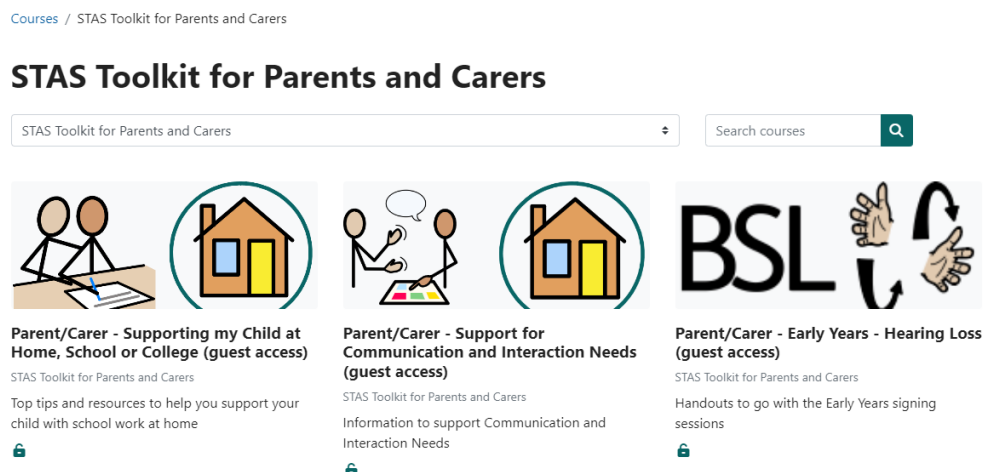 Courses / STAS Toolkit for Parents and Carers
STAS Toolkit for Parents and Carers
STAS Toolkit for Parents and Carers
Search courses
BSL
Parent/Carer - Supporting my Child at
Home, School or College (guest access)
STAS Toolkit for Parents and Carers
Top tips and resources to help you support your
child with school work at home
Parent/Carer - Support for
Communication and Interaction Needs
(guest access)
STAS Toolkit for Parents and Carers
Information to support Communication and
Interaction Needs
Parent/Carer - Early Years - Hearing Loss
(guest access)
STAS Toolkit for Parents and Carers
Handouts to go with the Early Years signing
sessions